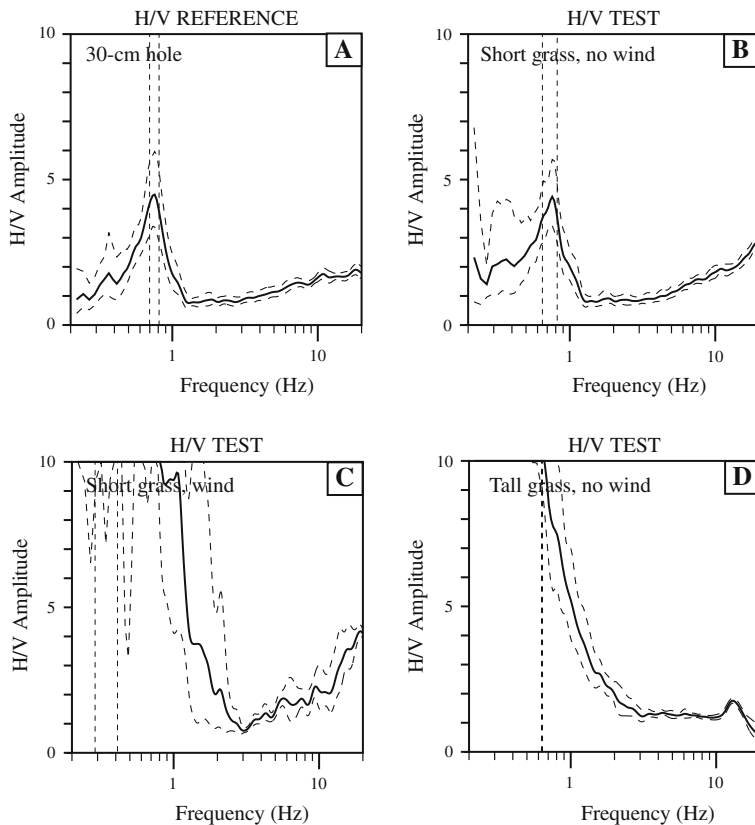 H/V REFERENCE
10
30-cm hole
A
5
0
H/V Amplitude
1
10
Frequency (Hz)
H/V TEST
10
Short grass, no wind
B
5
0
H/V Amplitude
1
10
Frequency (Hz)
H/V TEST
10
Short grass, wind
C
5
0
H/V Amplitude
1
10
Frequency (Hz)
H/V TEST
10
Tall grass, no wind
D
5
0
H/V Amplitude
1
10
Frequency (Hz)